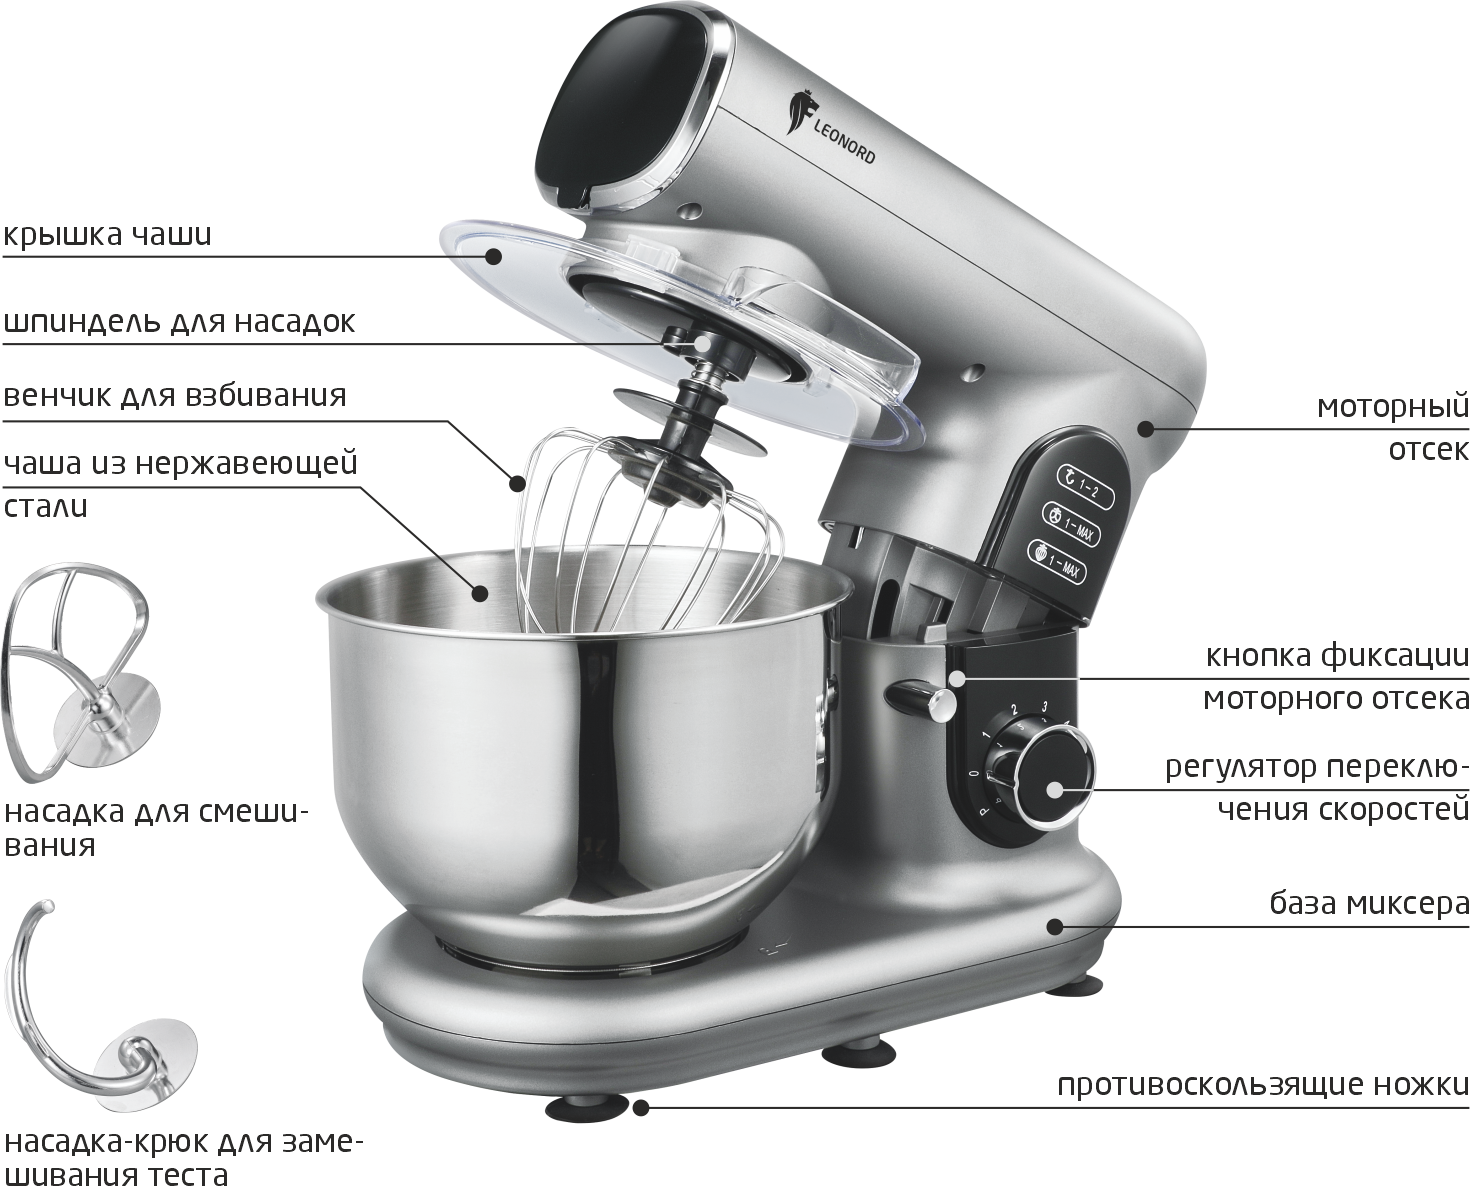 LEONORD
крышка чаши
шпиндель для насадок
венчик для взбивания
чаша из нержавеющей
стали
моторный
отсек
1-2
1-MAX
1-MAX
кнопка фиксации
моторного отсека
2 3
1
0
P
регулятор переклю-
чения скоростей
насадка для смеши-
вания
база миксера
противоскользящие ножки
насадка-крюк для заме-
шивания теста